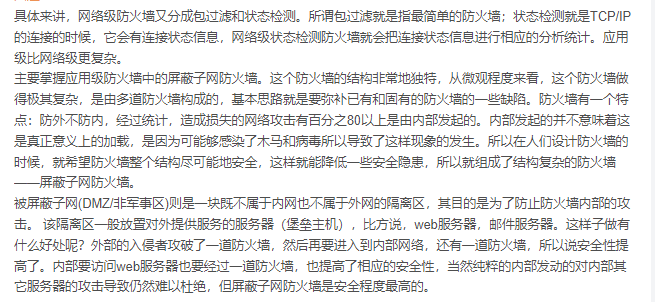 具体来讲，网络级防火墙又分成包过滤和状态检测。所谓包过滤就是指最简单的防火墙；状态检测就是TCP/IP
的连接的时候，它会有连接状态信息，网络级状态检测防火墙就会把连接状态信息进行相应的分析统计。应用
级比网络级更复杂。
主要掌握应用级防火墙中的屏蔽子网防火墙。这个防火墙的结构非常地独特，从微观程度来看，这个防火墙做
得极其复杂，是由多道防火墙构成的，基本思路就是要弥补已有和固有的防火墙的一些缺陷。防火墙有一个特
点：防外不防内，经过统计，造成损失的网络攻击有百分之80以上是由内部发起的。内部发起的并不意味着这
是真正意义上的加载，是因为可能够感染了木马和病毒所以导致了这样现象的发生。所以在人们设计防火墙的
时候，就希望防火墙整个结构尽可能地安全，这样就能降低一些安全隐患，所以就组成了结构复杂的防火墙
——屏蔽子网防火墙。
被屏蔽子网(DMZ/非军事区)则是一块既不属于内网也不属于外网的隔离区，其目的是为了防止防火墙内部的攻
击。 该隔离区一般放置对外提供服务的服务器（堡垒主机），比方说，web服务器，邮件服务器。这样子做有
什么好处呢？外部的入侵者攻破了一道防火墙，然后再要进入到内部网络，还有一道防火墙，所以说安全性提
高了。内部要访问web服务器也要经过一道防火墙，也提高了相应的安全性，当然纯粹的内部发动的对内部其
它服务器的攻击导致仍然难以杜绝，但屏蔽子网防火墙是安全程度最高的。